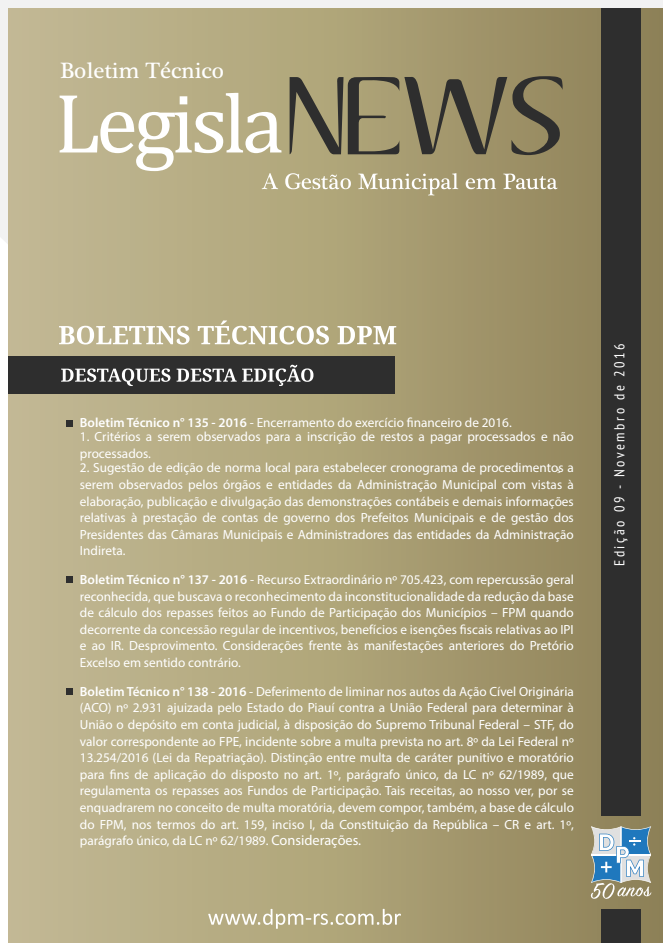 Boletim Técnico
LegislaNEWS
A Gestão Municipal em Pauta
BOLETINS TÉCNICOS DPM
DESTAQUES DESTA EDIÇÃO
Boletim Técnico n° 135 - 2016 - Encerramento do exercício financeiro de 2016.
1. Critérios a serem observados para a inscrição de restos a pagar processados e não
processados.
2. Sugestão de edição de norma local para estabelecer cronograma de procedimentos a
serem observados pelos órgãos e entidades da Administração Municipal com vistas à
elaboração, publicação e divulgação das demonstrações contábeis e demais informações
relativas à prestação de contas de governo dos Prefeitos Municipais e de gestão dos
Presidentes das Câmaras Municipais e Administradores das entidades da Administração
Indireta.
Boletim Técnico n° 137 - 2016 - Recurso Extraordinário nº 705.423, com repercussão geral
reconhecida, que buscava o reconhecimento da inconstitucionalidade da redução da base
de cálculo dos repasses feitos ao Fundo de Participação dos Municípios – FPM quando
decorrente da concessão regular de incentivos, benefícios e isenções fiscais relativas ao IPI
e ao IR. Desprovimento. Considerações frente às manifestações anteriores do Pretório
Excelso em sentido contrário.
Boletim Técnico n° 138 - 2016 - Deferimento de liminar nos autos da Ação Cível Originária
(ACO) nº 2.931 ajuizada pelo Estado do Piauí contra a União Federal para determinar à
União o depósito em conta judicial, à disposição do Supremo Tribunal Federal – STF, do
valor correspondente ao FPE, incidente sobre a multa prevista no art. 8º da Lei Federal nº
13.254/2016 (Lei da Repatriação). Distinção entre multa de caráter punitivo e moratório
para fins de aplicação do disposto no art. 1º, parágrafo único, da LC nº 62/1989, que
regulamenta os repasses aos Fundos de Participação. Tais receitas, ao nosso ver, por se
enquadrarem no conceito de multa moratória, devem compor, também, a base de cálculo
do FPM, nos termos do art. 159, inciso I, da Constituição da República – CR e art. 1º,
parágrafo único, da LC nº 62/1989. Considerações.
Edição 09 - Novembro de 2016
D ÷
P
+ M
50 anos
www.dpm-rs.com.br